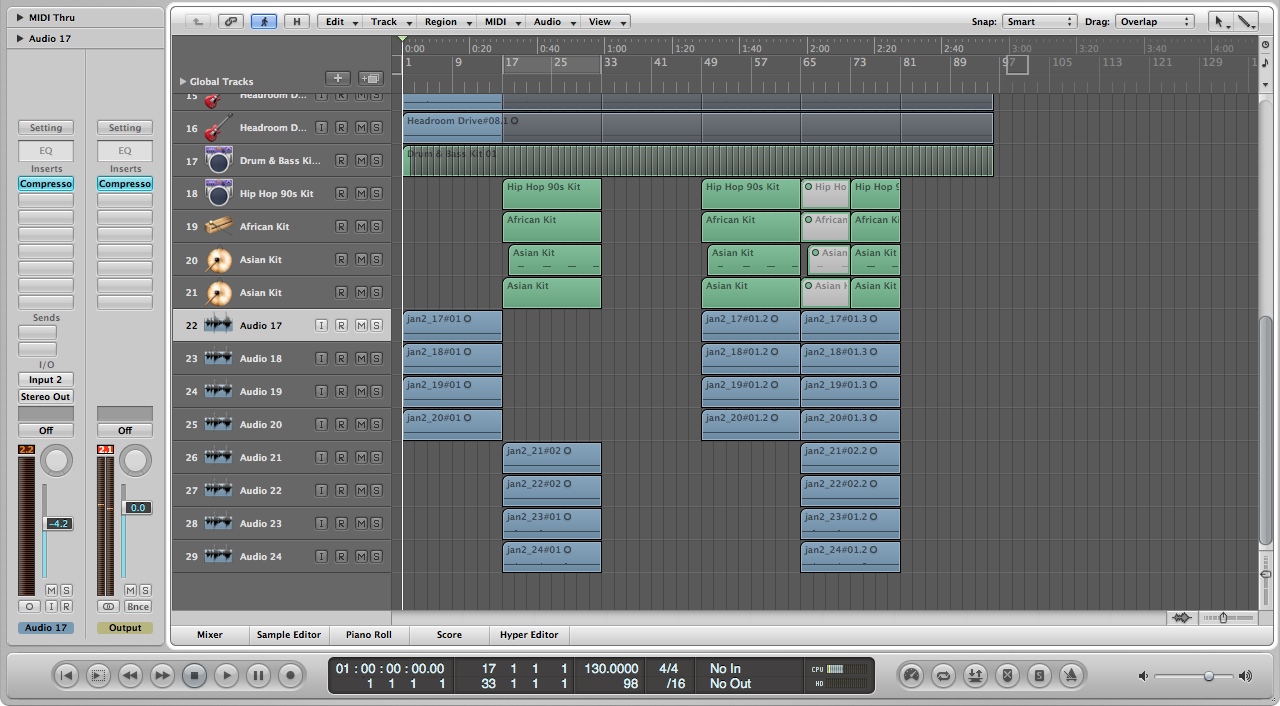 MIDI Thru
Audio 17
H Edit Track Region MIDI Audio View Snap: Smart Drag: Overlap
0:00 0:20 0:40 1:00 1:20 1:40 2:00 2:20 2:40 3:00 3:20 3:40 4:00
1 9 17 25 33 41 49 57 65 73 81 89 97 105 113 121 129
Global Tracks
15 Headroom D... I R M S
16 Headroom D... I R M S Headroom Drive#08.1
17 Drum & Bass Ki... R M S Drum & Bass Kit 01
18 Hip Hop 90s Kit R M S Hip Hop 90s Kit Hip Hop 90s Kit Hip Ho Hip Hop 9
19 African Kit R M S African Kit African Kit African African Ki
20 Asian Kit R M S Asian Kit Asian Kit Asian Asian Kit
21 Asian Kit R M S Asian Kit Asian Kit Asian K Asian Kit
22 Audio 17 I R M S jan2_17#01 jan2_17#01.2 jan2_17#01.3
23 Audio 18 I R M S jan2_18#01 jan2_18#01.2 jan2_18#01.3
24 Audio 19 I R M S jan2_19#01 jan2_19#01.2 jan2_19#01.3
25 Audio 20 I R M S jan2_20#01 jan2_20#01.2 jan2_20#01.3
26 Audio 21 I R M S jan2_21#02 jan2_21#02.2
27 Audio 22 I R M S jan2_22#02 jan2_22#02.2
28 Audio 23 I R M S jan2_23#01 jan2_23#01.2
29 Audio 24 I R M S jan2_24#01 jan2_24#01.2
Setting Setting
EQ EQ
Inserts Inserts
Compresso Compresso
Sends
I/O
Input 2
Stereo Out
Off Off
2.2 2.1
-4.2 0.0
M S M S
I R Bnce
Audio 17 Output
Mixer Sample Editor Piano Roll Score Hyper Editor
01 : 00 : 00 : 00.00 17 1 1 1 130.0000 4/4 No In CPU
1 1 1 1 33 1 1 1 98 /16 No Out HD
S